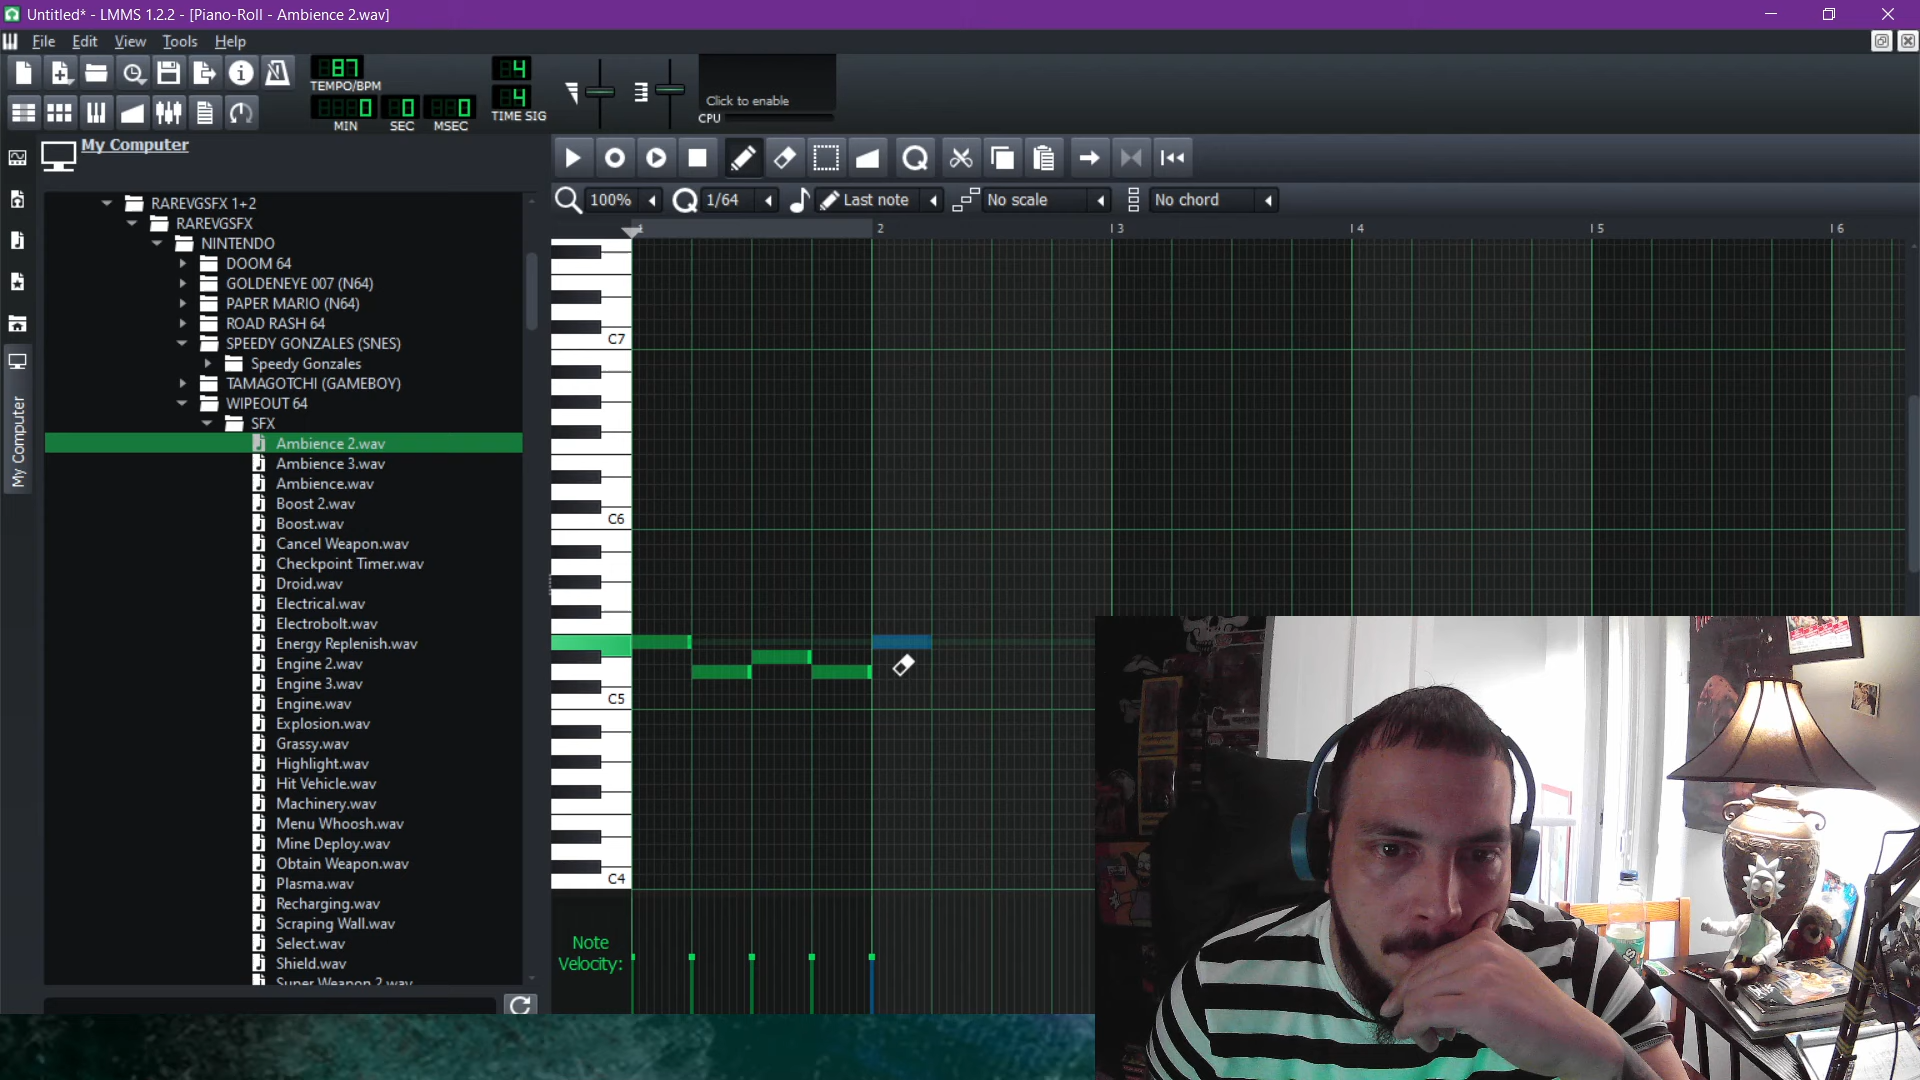 Untitled* - LMMS 1.2.2 - [Piano-Roll - Ambience 2.wav]
File Edit View Tools Help
87
TEMPO/BPM
0 0 0
MIN SEC MSEC
4
4
TIME SIG
Click to enable
CPU
My Computer
My Computer
100% 1/64 Last note No scale No chord
1 2 3 4 5 6
RAREVGSFX 1+2
RAREVGSFX
NINTENDO
DOOM 64
GOLDENEYE 007 (N64)
PAPER MARIO (N64)
ROAD RASH 64
SPEEDY GONZALES (SNES)
Speedy Gonzales
TAMAGOTCHI (GAMEBOY)
WIPEOUT 64
SFX
Ambience 2.wav
Ambience 3.wav
Ambience.wav
Boost 2.wav
Boost.wav
Cancel Weapon.wav
Checkpoint Timer.wav
Droid.wav
Electrical.wav
Electrobolt.wav
Energy Replenish.wav
Engine 2.wav
Engine 3.wav
Engine.wav
Explosion.wav
Grassy.wav
Highlight.wav
Hit Vehicle.wav
Machinery.wav
Menu Whoosh.wav
Mine Deploy.wav
Obtain Weapon.wav
Plasma.wav
Recharging.wav
Scraping Wall.wav
Select.wav
Shield.wav
Super Weapon 2.wav
C7
C6
C5
C4
Note
Velocity: